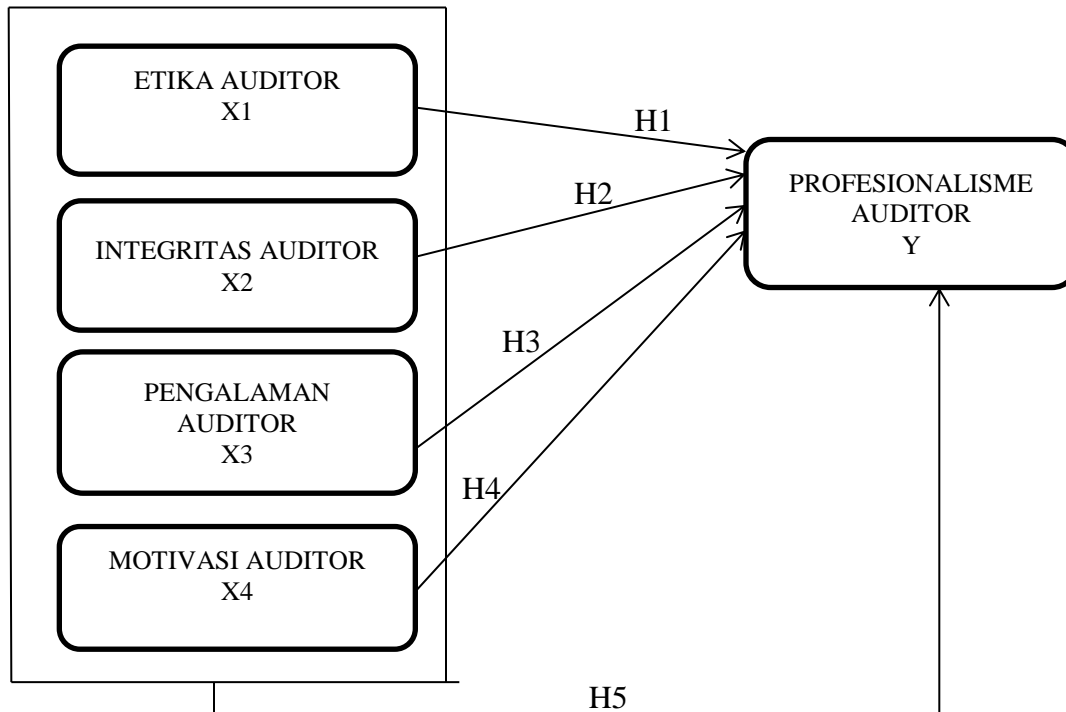 ETIKA AUDITOR
X1
H1
PROFESIONALISME
AUDITOR
Y
INTEGRITAS AUDITOR
X2
H2
PENGALAMAN
AUDITOR
X3
H3
MOTIVASI AUDITOR
X4
H4
H5